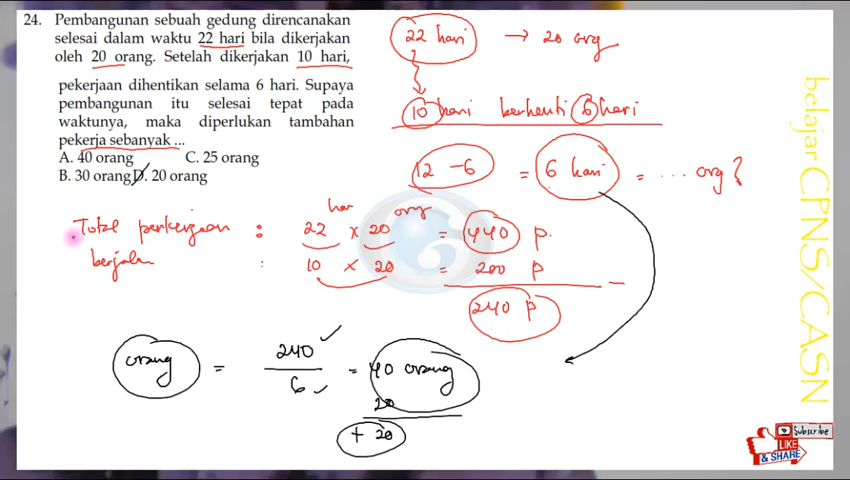 24. Pembangunan sebuah gedung direncanakan
selesai dalam waktu 22 hari bila dikerjakan
oleh 20 orang. Setelah dikerjakan 10 hari,
pekerjaan dihentikan selama 6 hari. Supaya
pembangunan itu selesai tepat pada
waktunya, maka diperlukan tambahan
pekerja sebanyak ...
A. 40 orang C. 25 orang
B. 30 orang D. 20 orang
22 hari → 20 org
10 hari berhenti 6 hari
12 - 6 = 6 hari = ... org?
hari org
Total perkerjaan : 22 x 20 = 440 p.
berjalan : 10 x 20 = 200 p
240 p
orang = 240 / 6 = 40 orang
20
+ 20
belajar CPNS/CASN
Subscribe
LIKE
& SHARE